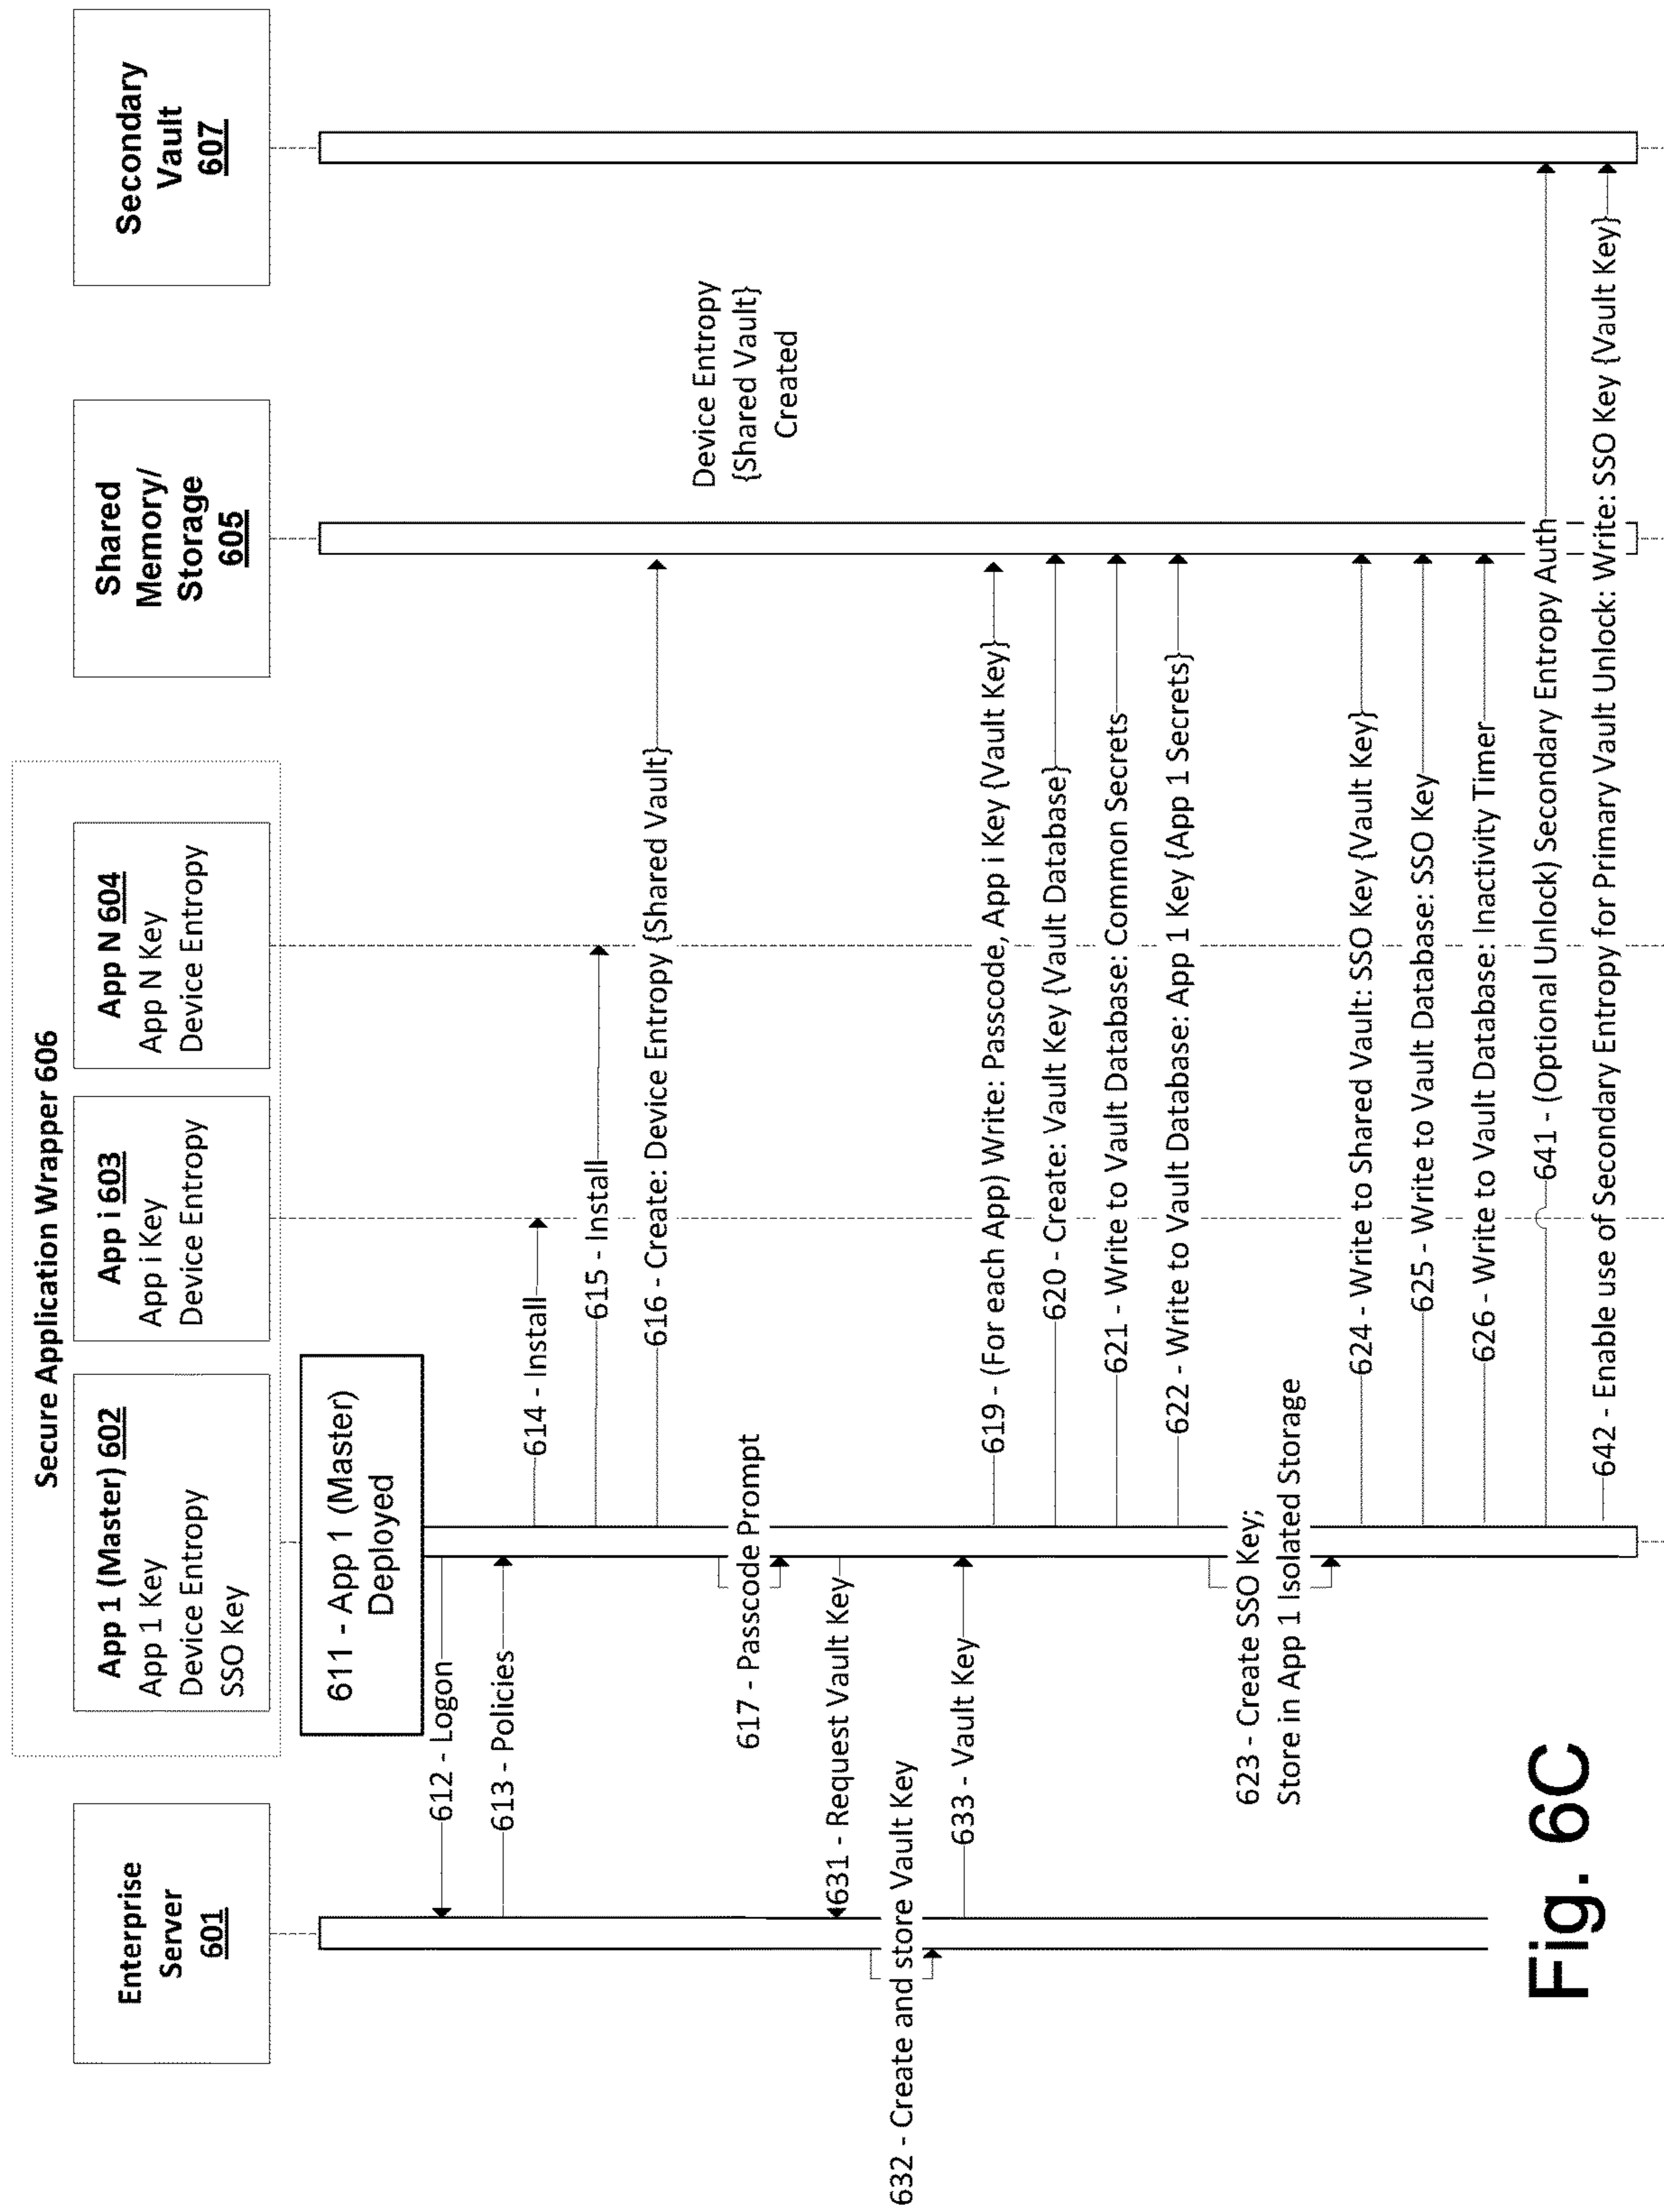 Secure Application Wrapper 606
Enterprise
Server
601
App 1 (Master) 602
App 1 Key
Device Entropy
SSO Key
App i 603
App i Key
Device Entropy
App N 604
App N Key
Device Entropy
Shared
Memory/
Storage
605
Secondary
Vault
607
611 - App 1 (Master)
Deployed
612 - Logon
613 - Policies
614 - Install
615 - Install
616 - Create: Device Entropy {Shared Vault}
Device Entropy
{Shared Vault}
Created
617 - Passcode Prompt
631 - Request Vault Key
632 - Create and store Vault Key
633 - Vault Key
619 - (For each App) Write: Passcode, App i Key {Vault Key}
620 - Create: Vault Key {Vault Database}
621 - Write to Vault Database: Common Secrets
622 - Write to Vault Database: App 1 Key {App 1 Secrets}
623 - Create SSO Key;
Store in App 1 Isolated Storage
624 - Write to Shared Vault: SSO Key {Vault Key}
625 - Write to Vault Database: SSO Key
626 - Write to Vault Database: Inactivity Timer
641 - (Optional Unlock) Secondary Entropy Auth
642 - Enable use of Secondary Entropy for Primary Vault Unlock: Write: SSO Key {Vault Key}
Fig. 6C